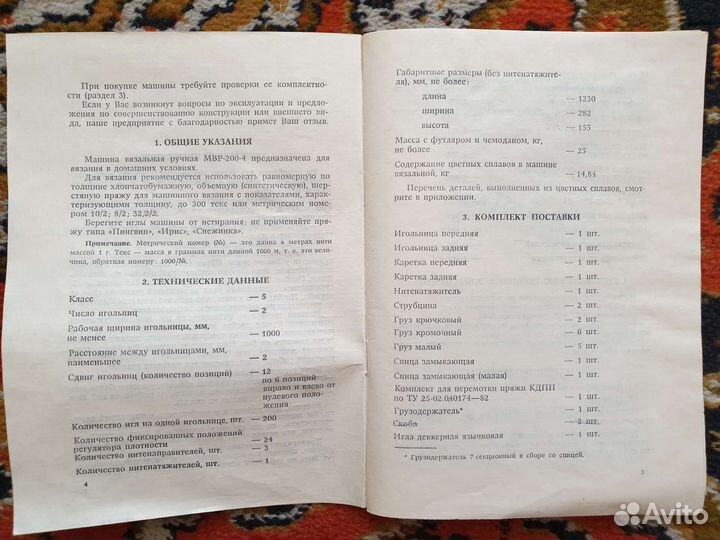 При покупке машины требуйте проверки ее комплектно-
сти (раздел 3).
Если у Вас возникнут вопросы по эксплуатации и предло-
жения по совершенствованию конструкции или внешнего ви-
да, наше предприятие с благодарностью примет Ваш отзыв.
1. ОБЩИЕ УКАЗАНИЯ
Машина вязальная ручная МВР-200-4 предназначена для
вязания в домашних условиях.
Для вязания рекомендуется использовать равномерную по
толщине хлопчатобумажную, объемную (синтетическую), шер-
стяную пряжу для машинного вязания с показателями, харак-
теризующими толщину, до 300 текс или метрическим номе-
ром 10/2; 8/2; 32/2/2.
Берегите иглы машины от истирания: не применяйте пря-
жу типа «Пингвин», «Ирис», «Снежинка».
Примечание. Метрический номер (№) — это длина в метрах нити
массой 1 г. Текс — масса в граммах нити длиной 1000 м, т. е. это вели-
чина, обратная номеру: 1000/№.
2. ТЕХНИЧЕСКИЕ ДАННЫЕ
Класс — 5
Число игольниц — 2
Рабочая ширина игольницы, мм,
не менее — 1000
Расстояние между игольницами, мм,
наименьшее — 2
Сдвиг игольниц (количество позиций) — 12
по 6 позиций
вправо и влево от
нулевого поло-
жения
Количество игл на одной игольнице, шт. — 200
Количество фиксированных положений
регулятора плотности — 24
Количество нитенаправителей, шт. — 3
Количество нитенатяжителей, шт. — 1
4
Габаритные размеры (без нитенатяжите-
ля), мм, не более:
длина — 1230
ширина — 282
высота — 155
Масса с футляром и чемоданом, кг,
не более — 25
Содержание цветных сплавов в машине
вязальной, кг — 14,84
Перечень деталей, выполненных из цветных сплавов, смот-
рите в приложении.
3. КОМПЛЕКТ ПОСТАВКИ
Игольница передняя — 1 шт.
Игольница задняя — 1 шт.
Каретка передняя — 1 шт.
Каретка задняя — 1 шт.
Нитенатяжитель — 1 шт.
Струбцина — 2 шт.
Груз крючковый — 2 шт.
Груз кромочный — 6 шт.
Груз малый — 5 шт.
Спица замыкающая — 1 шт.
Спица замыкающая (малая) — 1 шт.
Комплект для перемотки пряжи КДПП
по ТУ 25-02.040174—82 — 1 шт.
Грузодержатель* — 1 шт.
Скоба — 2 шт.
Игла деккерная язычковая — 1 шт.
* Грузодержатель 7-секционный в сборе со спицей.
5
Avito